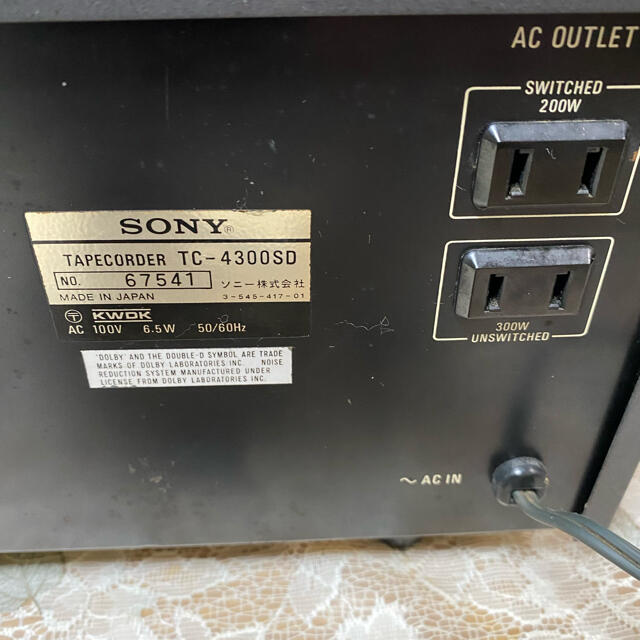 AC OUTLET
SWITCHED
200W
SONY®
TAPECORDER TC-4300SD
NO. 67541 ソニー株式会社
MADE IN JAPAN 3-545-417-01
Ⓣ KWDK
AC 100V 6.5W 50/60Hz
300W
UNSWITCHED
"DOLBY" AND THE DOUBLE-D SYMBOL ARE TRADE
MARKS OF DOLBY LABORATORIES INC. NOISE
REDUCTION SYSTEM MANUFACTURED UNDER
LICENSE FROM DOLBY LABORATORIES INC.
～ AC IN